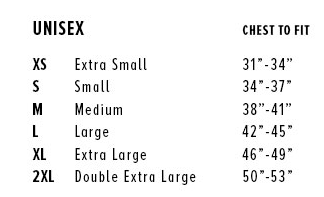 UNISEX CHEST TO FIT
XS Extra Small 31”-34”
S Small 34”-37”
M Medium 38”-41”
L Large 42”-45”
XL Extra Large 46”-49”
2XL Double Extra Large 50”-53”